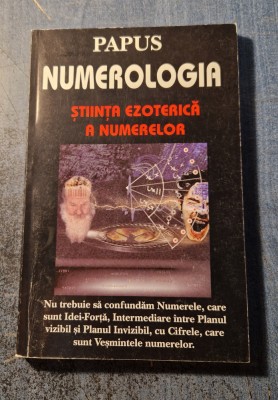 PAPUS
NUMEROLOGIA
ȘTIINȚA EZOTERICĂ
A NUMERELOR
Nu trebuie să confundăm Numerele, care
sunt Idei-Forță, Intermediare între Planul
vizibil și Planul Invizibil, cu Cifrele, care
sunt Veșmintele numerelor.